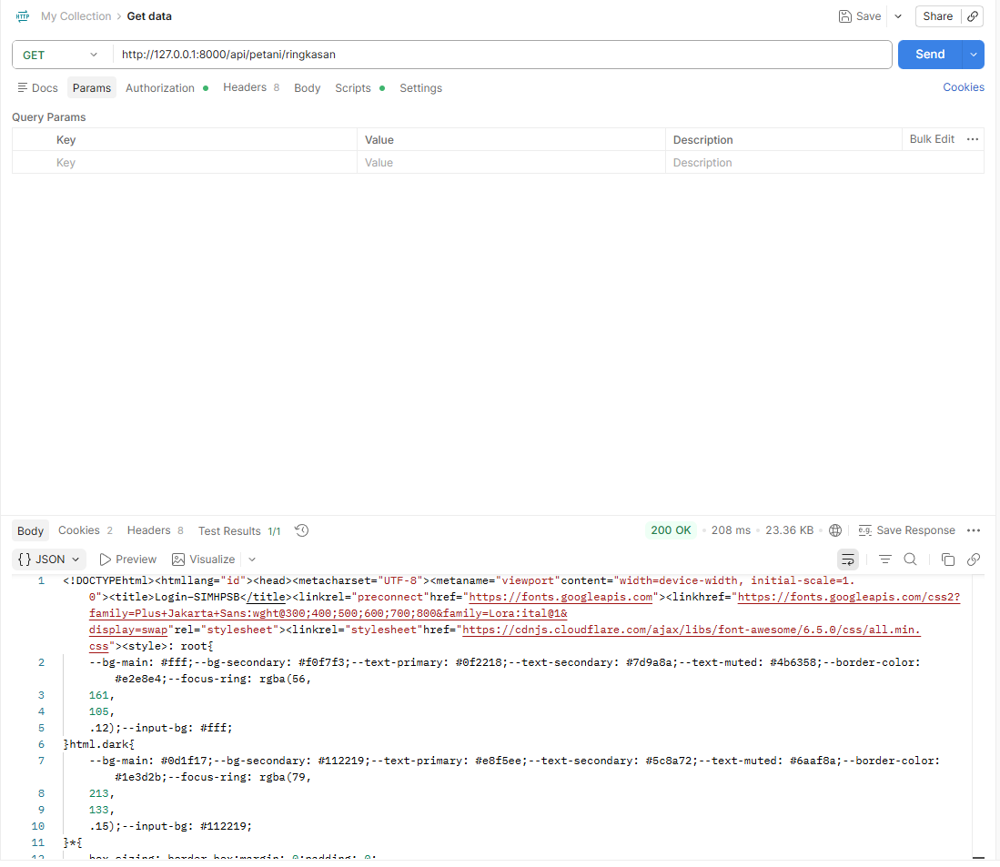 HTTP My Collection > Get data Save Share
GET http://127.0.0.1:8000/api/petani/ringkasan Send
Docs Params Authorization Headers 8 Body Scripts Settings Cookies
Query Params
Key Value Description Bulk Edit ...
Key Value Description
Body Cookies 2 Headers 8 Test Results 1/1 200 OK 208 ms 23.36 KB e.g. Save Response ...
{} JSON Preview Visualize
1 <!DOCTYPEhtml><htmllang="id"><head><metacharset="UTF-8"><metaname="viewport"content="width=device-width, initial-scale=1.
0"><title>Login-SIMHPSB</title><linkrel="preconnect"href="https://fonts.googleapis.com"><linkhref="https://fonts.googleapis.com/css2?
family=Plus+Jakarta+Sans:wght@300;400;500;600;700;800&family=Lora:ital@1&
display=swap"rel="stylesheet"><linkrel="stylesheet"href="https://cdnjs.cloudflare.com/ajax/libs/font-awesome/6.5.0/css/all.min.
css"><style>: root{
2 --bg-main: #fff;--bg-secondary: #f0f7f3;--text-primary: #0f2218;--text-secondary: #7d9a8a;--text-muted: #4b6358;--border-color:
#e2e8e4;--focus-ring: rgba(56,
3 161,
4 105,
5 .12);--input-bg: #fff;
6 }html.dark{
7 --bg-main: #0d1f17;--bg-secondary: #112219;--text-primary: #e8f5ee;--text-secondary: #5c8a72;--text-muted: #6aaf8a;--border-color:
#1e3d2b;--focus-ring: rgba(79,
8 213,
9 133,
10 .15);--input-bg: #112219;
11 }*{
12 box-sizing: border-box;margin: 0;padding: 0;